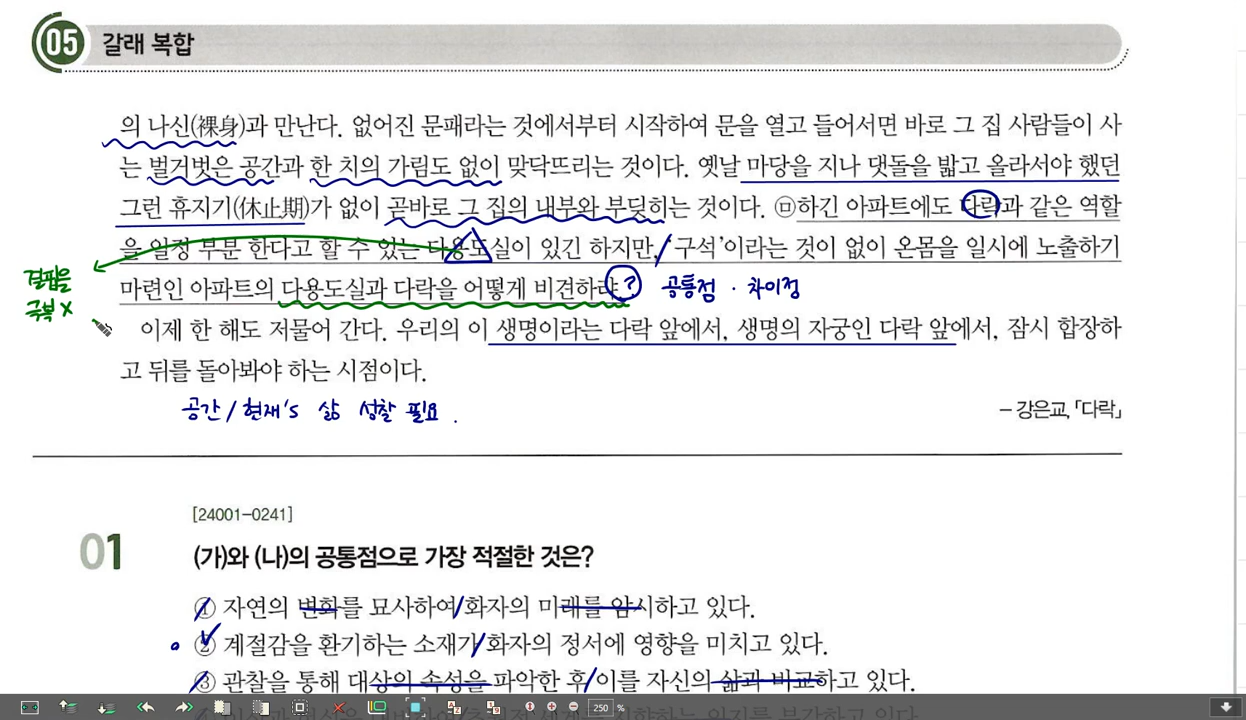 05 갈래 복합
의 나신(裸身)과 만난다. 없어진 문패라는 것에서부터 시작하여 문을 열고 들어서면 바로 그 집 사람들이 사
는 벌거벗은 공간과 한 치의 가림도 없이 맞닥뜨리는 것이다. 옛날 마당을 지나 댓돌을 밟고 올라서야 했던
그런 휴지기(休止期)가 없이 곧바로 그 집의 내부와 부딪히는 것이다. ㉤하긴 아파트에도 다락과 같은 역할
을 일정 부분 한다고 할 수 있는 다용도실이 있긴 하지만, ‘구석’이라는 것이 없이 온몸을 일시에 노출하기
결핍을
극복 X
마련인 아파트의 다용도실과 다락을 어떻게 비견하랴? 공통점 · 차이점
이제 한 해도 저물어 간다. 우리의 이 생명이라는 다락 앞에서, 생명의 자궁인 다락 앞에서, 잠시 합장하
고 뒤를 돌아봐야 하는 시점이다.
공간 / 현재's 삶 성찰 필요.
– 강은교, 「다락」
[24001-0241]
01 (가)와 (나)의 공통점으로 가장 적절한 것은?
① 자연의 변화를 묘사하여/화자의 미래를 암시하고 있다.
② 계절감을 환기하는 소재가/화자의 정서에 영향을 미치고 있다.
③ 관찰을 통해 대상의 속성을 파악한 후/이를 자신의 삶과 비교하고 있다.
250 %